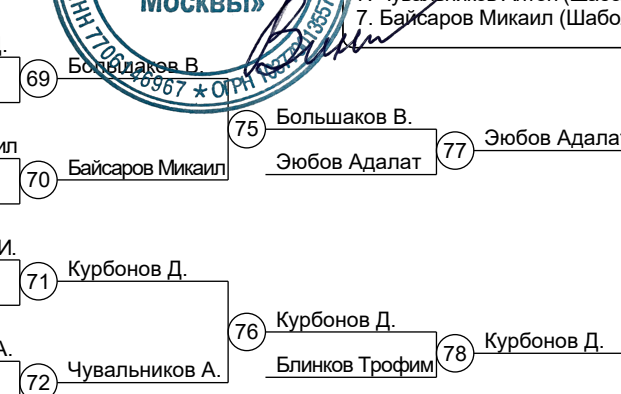 МОСКВЫ»
7. Байсаров Микаил (Шабо
69 Большаков В.
75 Большаков В.
77 Эюбов Адалат
Эюбов Адалат
70 Байсаров Микаил
71 Курбонов Д.
76 Курбонов Д.
78 Курбонов Д.
Блинков Трофим
72 Чувальников А.